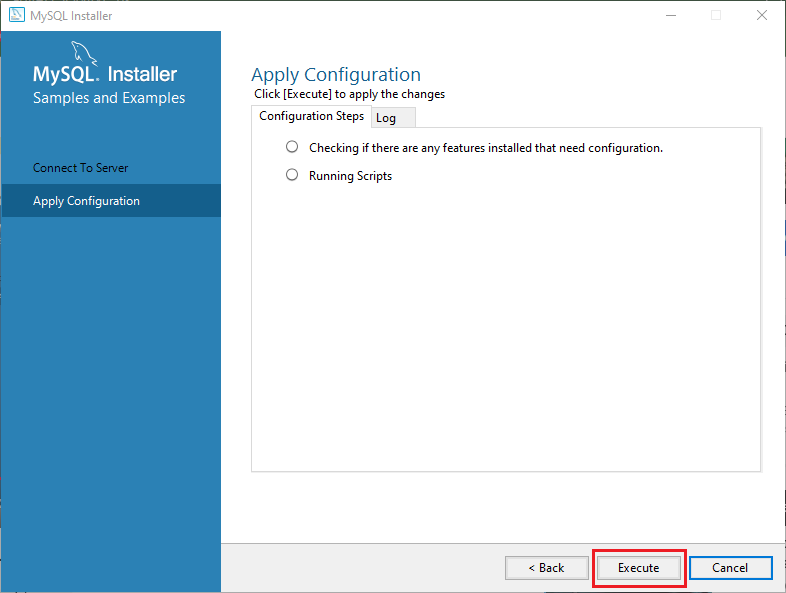 MySQL Installer
MySQL. Installer
Samples and Examples
Connect To Server
Apply Configuration
Apply Configuration
Click [Execute] to apply the changes
Configuration Steps Log
Checking if there are any features installed that need configuration.
Running Scripts
< Back Execute Cancel